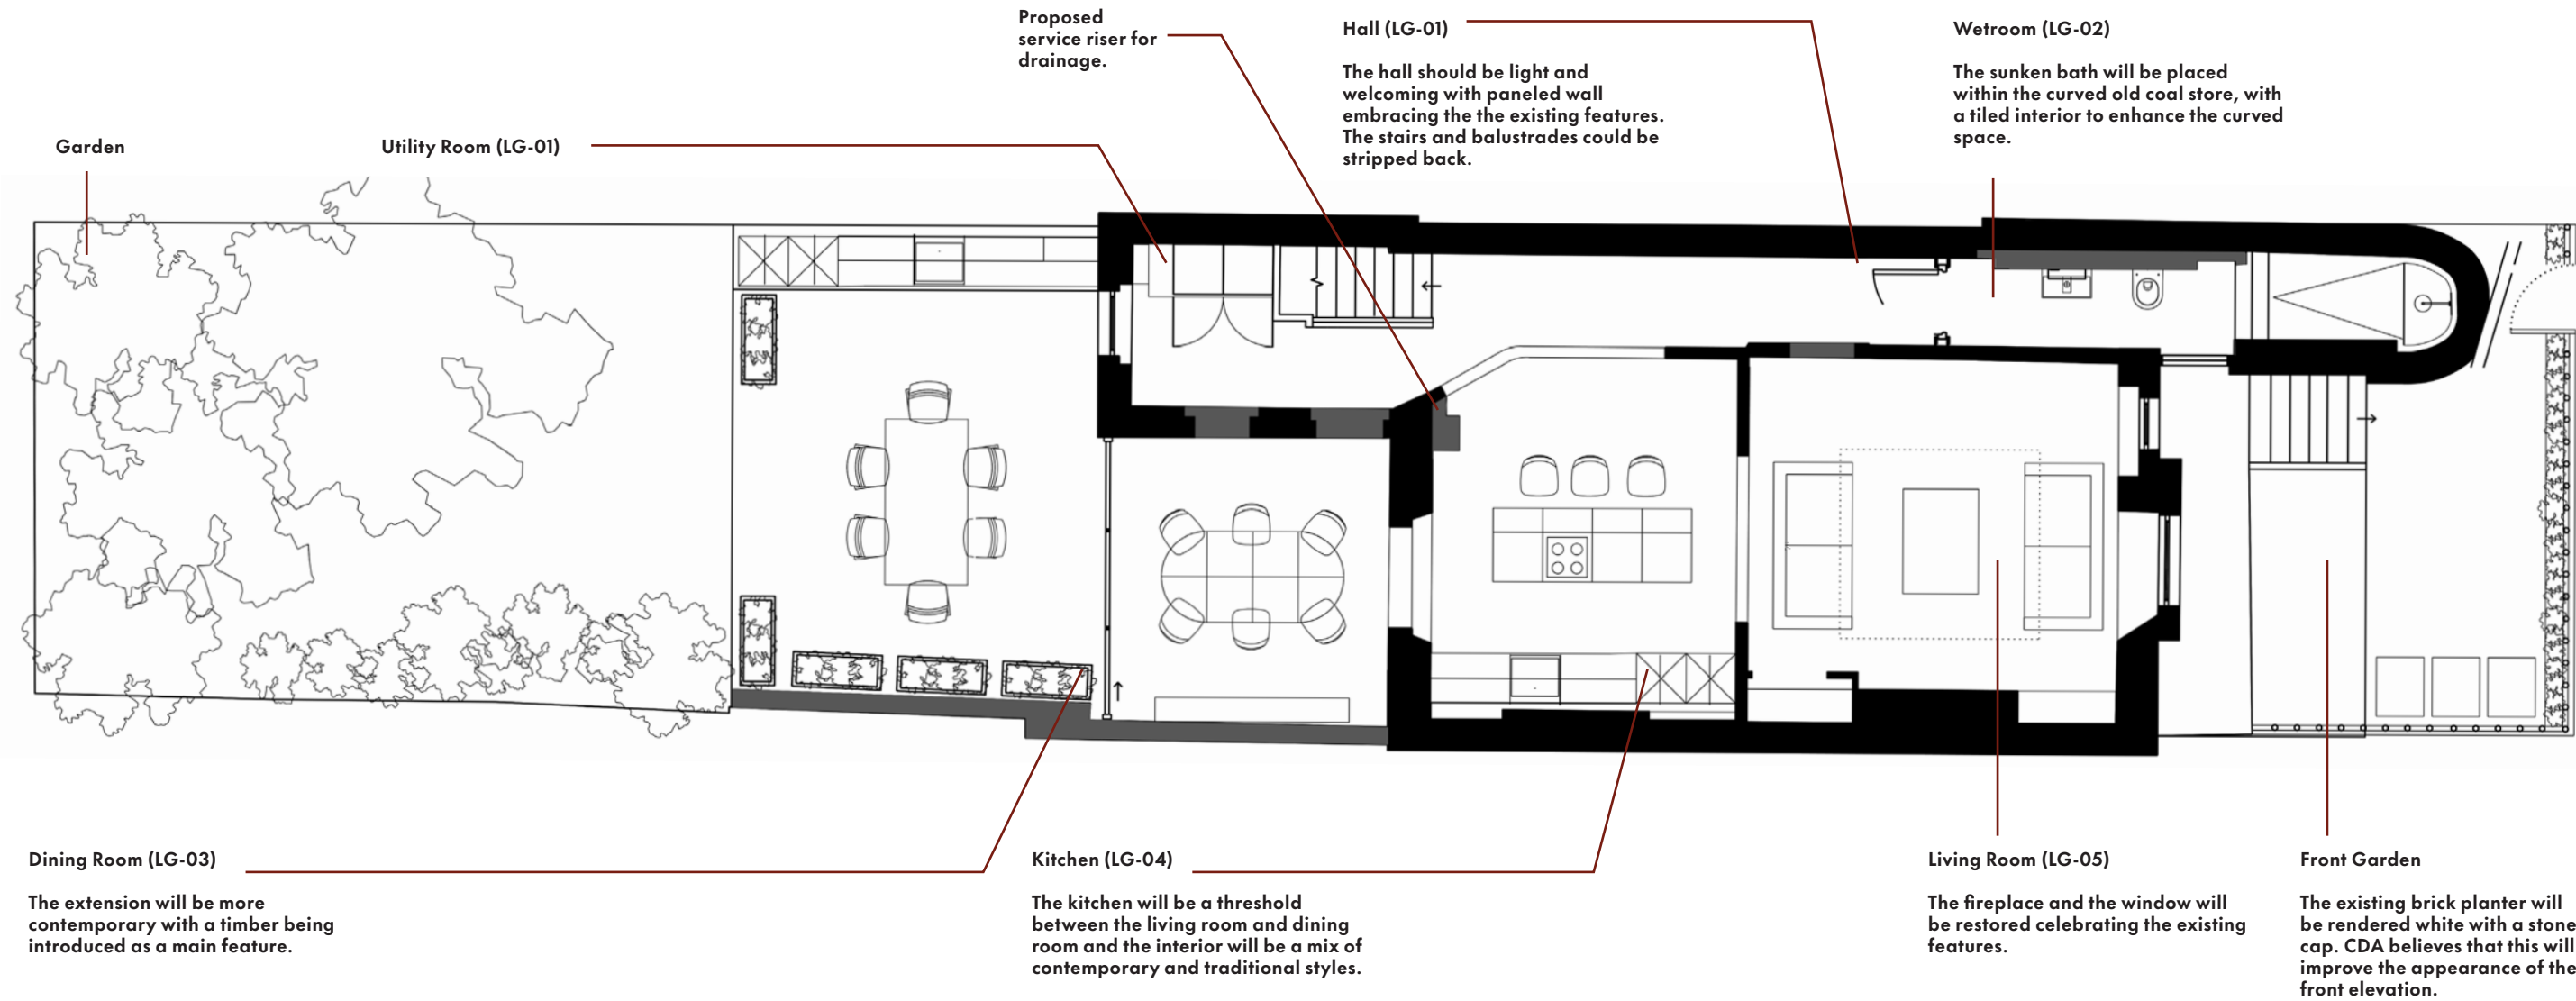 Proposed
service riser for
drainage.
Hall (LG-01)
The hall should be light and
welcoming with paneled wall
embracing the the existing features.
The stairs and balustrades could be
stripped back.
Wetroom (LG-02)
The sunken bath will be placed
within the curved old coal store, with
a tiled interior to enhance the curved
space.
Garden
Utility Room (LG-01)
Dining Room (LG-03)
The extension will be more
contemporary with a timber being
introduced as a main feature.
Kitchen (LG-04)
The kitchen will be a threshold
between the living room and dining
room and the interior will be a mix of
contemporary and traditional styles.
Living Room (LG-05)
The fireplace and the window will
be restored celebrating the existing
features.
Front Garden
The existing brick planter will
be rendered white with a stone
cap. CDA believes that this will
improve the appearance of the
front elevation.